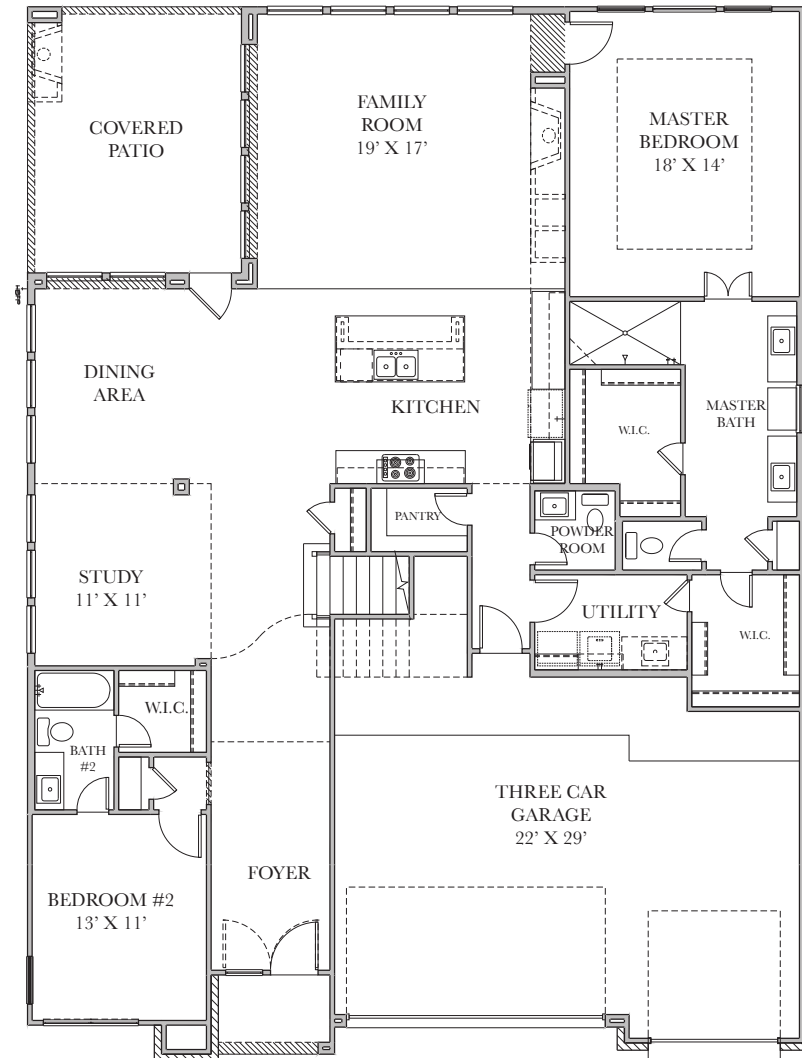 COVERED
PATIO
FAMILY
ROOM
19’ X 17’
MASTER
BEDROOM
18’ X 14’
DINING
AREA
KITCHEN
W.I.C.
MASTER
BATH
PANTRY
POWDER
ROOM
STUDY
11’ X 11’
UTILITY
W.I.C.
W.I.C.
BATH
#2
THREE CAR
GARAGE
22’ X 29’
FOYER
BEDROOM #2
13’ X 11’